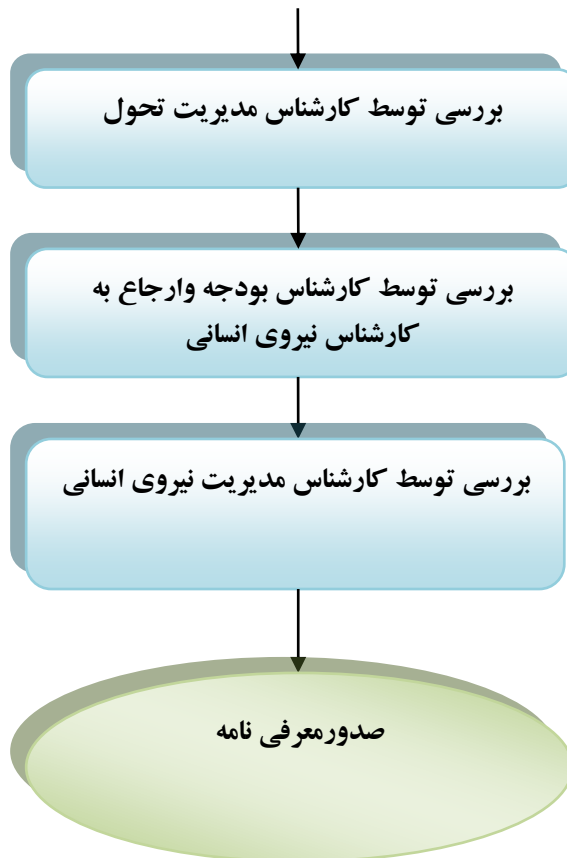 بررسی توسط کارشناس مدیریت تحول
بررسی توسط کارشناس بودجه وارجاع به
کارشناس نیروی انسانی
بررسی توسط کارشناس مدیریت نیروی انسانی
صدورمعرفی نامه